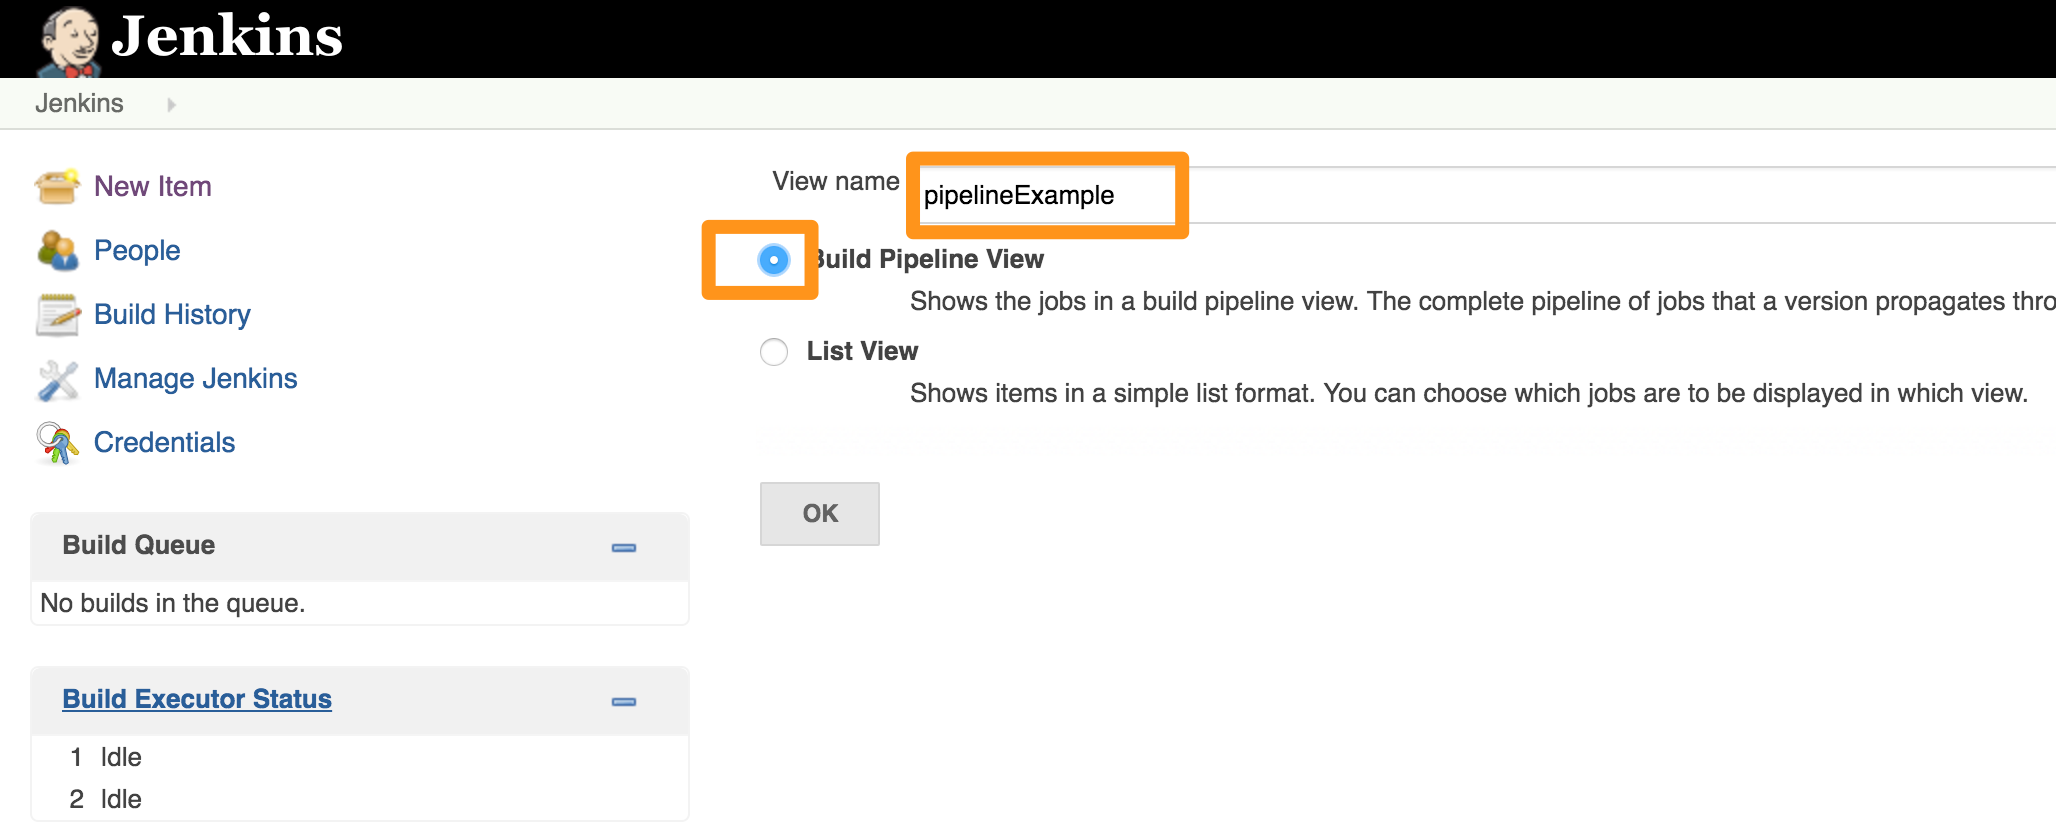 Jenkins
Jenkins
New Item
People
Build History
Manage Jenkins
Credentials
Build Queue
No builds in the queue.
Build Executor Status
1 Idle
2 Idle
View name pipelineExample
Build Pipeline View
Shows the jobs in a build pipeline view. The complete pipeline of jobs that a version propagates thro
List View
Shows items in a simple list format. You can choose which jobs are to be displayed in which view.
OK